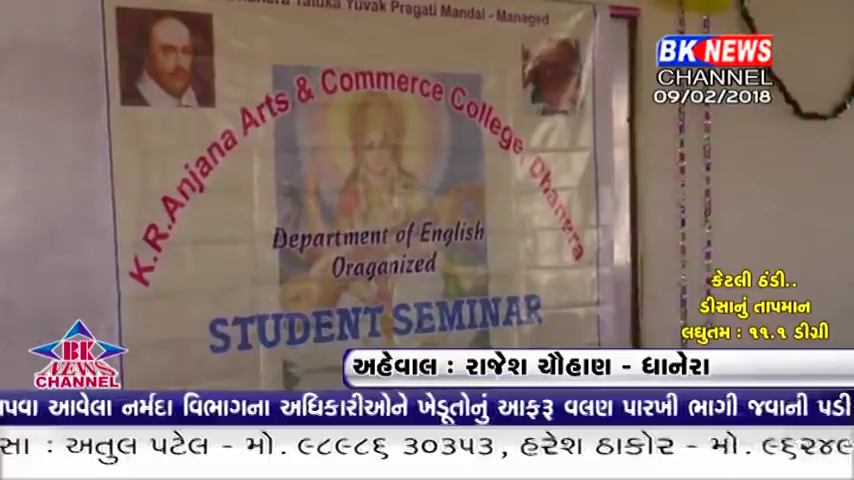 Taluka Yuvak Pragati Mandal - Managed
K.R.Anjana Arts & Commerce College, Dhanera
Department of English
Oraganized
STUDENT SEMINAR
BK NEWS
CHANNEL
09/02/2018
કેટલી ઠંડી..
ડીસાનું તાપમાન
લઘુતમ : ૧૧.૧ ડીગ્રી
BK
NEWS
CHANNEL
અહેવાલ : રાજેશ ચૌહાણ - ધાનેરા
પવા આવેલા નર્મદા વિભાગના અધિકારીઓને ખેડૂતોનું આફરૂ વલણ પારખી ભાગી જવાની પડી
સા : અતુલ પટેલ - મો. ૯૮૯૮૬ ૩૦૩૫૩, હરેશ ઠાકોર - મો. ૯૬૨૪૯